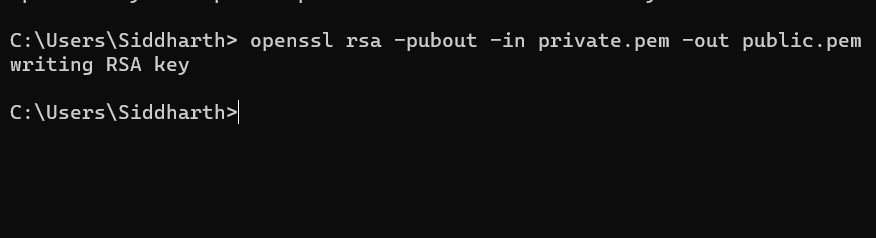 C:\Users\Siddharth> openssl rsa -pubout -in private.pem -out public.pem
writing RSA key
C:\Users\Siddharth>